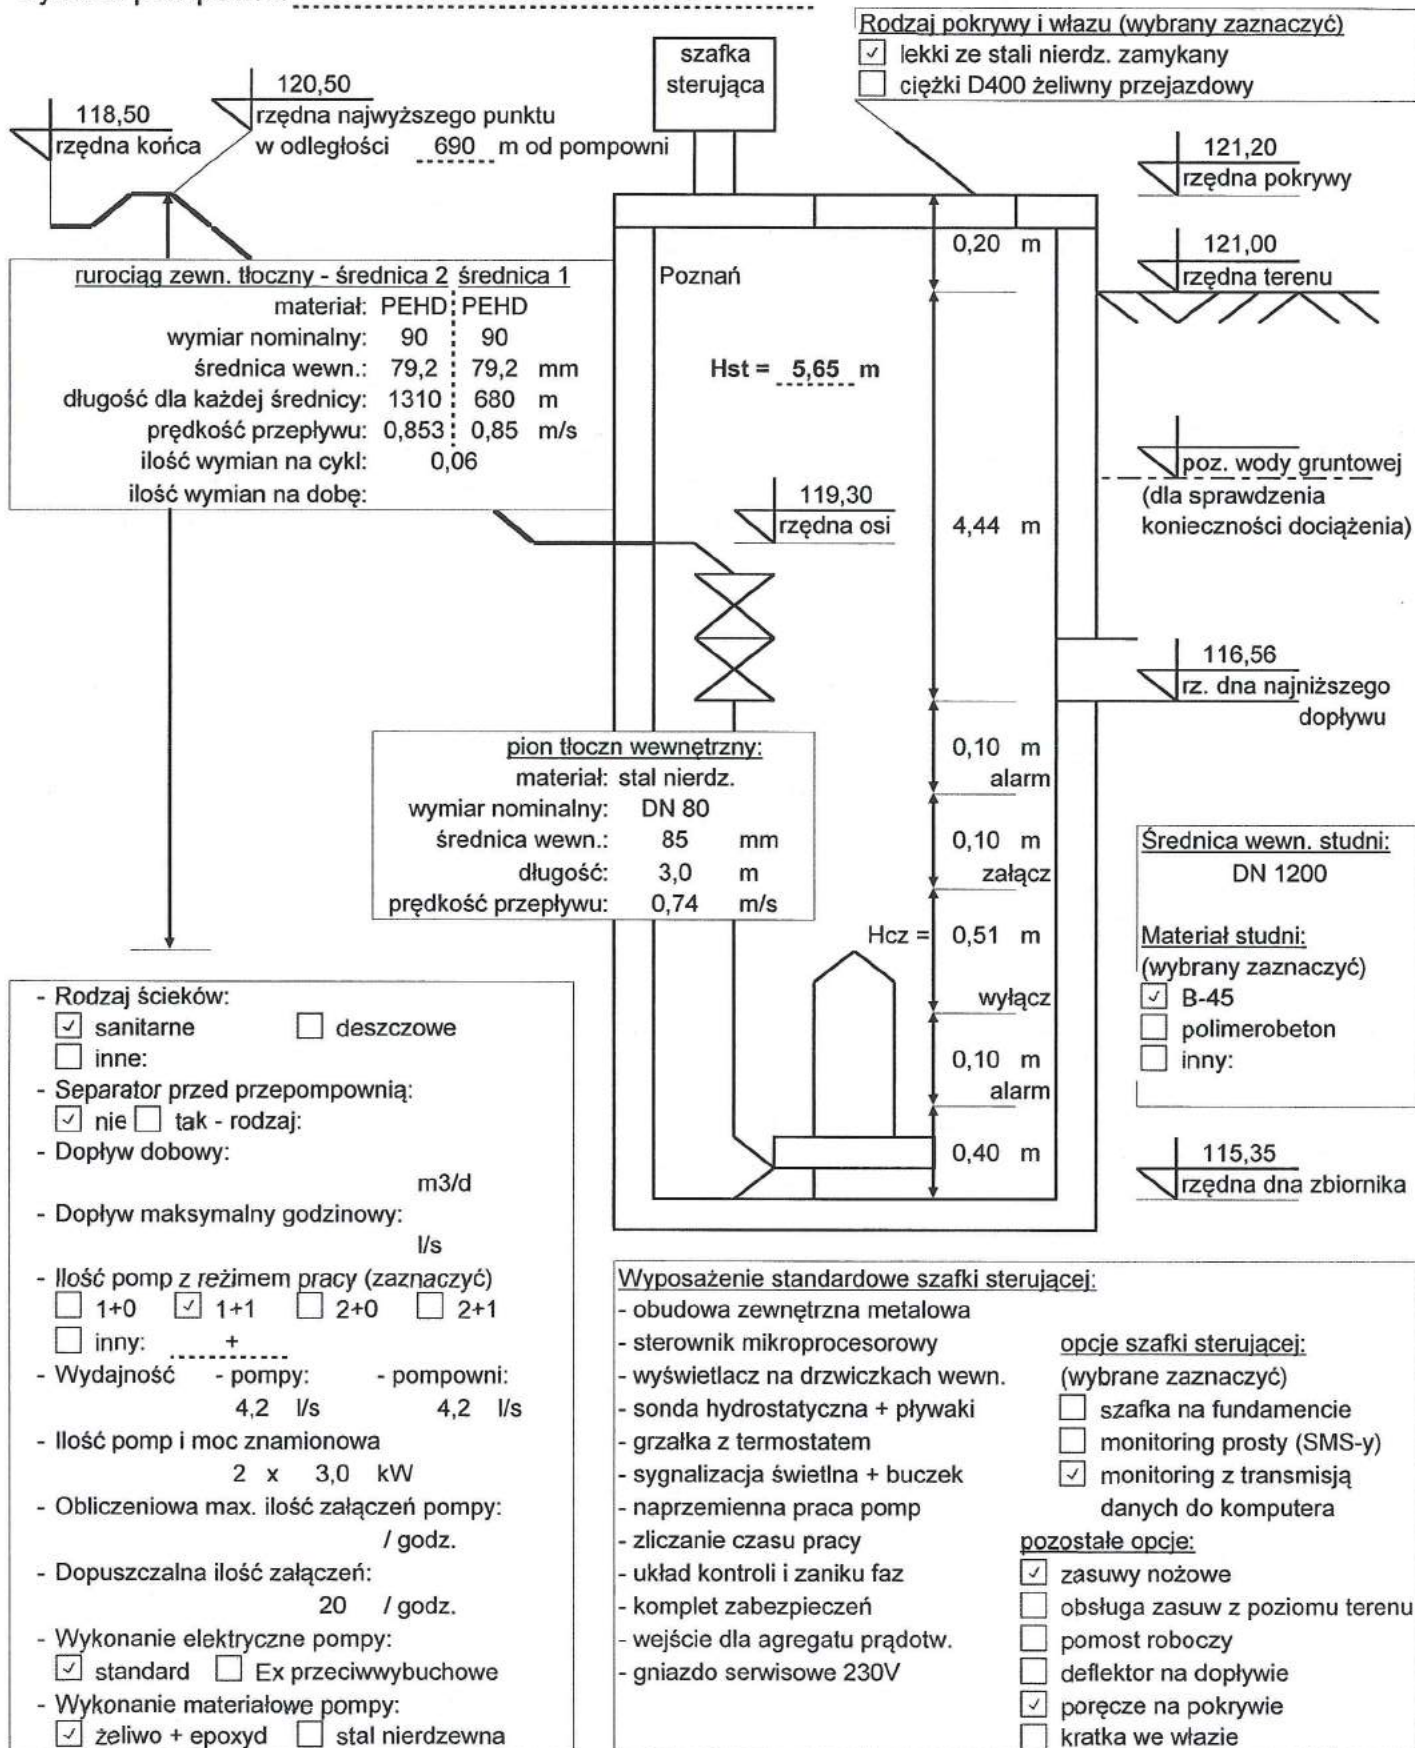 Rodzaj pokrywy i włazu (wybrany zaznaczyć)
lekki ze stali nierdz. zamykany
ciężki D400 żeliwny przejazdowy
szafka
sterująca
120,50
rzędna najwyższego punktu
w odległości 690 m od pompowni
118,50
rzędna końca
121,20
rzędna pokrywy
0,20 m
121,00
rzędna terenu
rurociąg zewn. tłoczny - średnica 2 średnica 1
materiał: PEHD PEHD
wymiar nominalny: 90 90
średnica wewn.: 79,2 79,2 mm
długość dla każdej średnicy: 1310 680 m
prędkość przepływu: 0,853 0,85 m/s
ilość wymian na cykl: 0,06
ilość wymian na dobę:
Poznań
Hst = 5,65 m
poz. wody gruntowej
(dla sprawdzenia
konieczności dociążenia)
119,30
rzędna osi
4,44 m
116,56
rz. dna najniższego
dopływu
pion tłoczn wewnętrzny:
materiał: stal nierdz.
wymiar nominalny: DN 80
średnica wewn.: 85 mm
długość: 3,0 m
prędkość przepływu: 0,74 m/s
0,10 m
alarm
0,10 m
załącz
Hcz = 0,51 m
wyłącz
0,10 m
alarm
0,40 m
Średnica wewn. studni:
DN 1200
Materiał studni:
(wybrany zaznaczyć)
B-45
polimerobeton
inny:
115,35
rzędna dna zbiornika
- Rodzaj ścieków:
sanitarne deszczowe
inne:
- Separator przed przepompownią:
nie tak - rodzaj:
- Dopływ dobowy:
m3/d
- Dopływ maksymalny godzinowy:
l/s
- Ilość pomp z reżimem pracy (zaznaczyć)
1+0 1+1 2+0 2+1
inny: +
- Wydajność - pompy: - pompowni:
4,2 l/s 4,2 l/s
- Ilość pomp i moc znamionowa
2 x 3,0 kW
- Obliczeniowa max. ilość załączeń pompy:
/ godz.
- Dopuszczalna ilość załączeń:
20 / godz.
- Wykonanie elektryczne pompy:
standard Ex przeciwwybuchowe
- Wykonanie materiałowe pompy:
żeliwo + epoxyd stal nierdzewna
Wyposażenie standardowe szafki sterującej:
- obudowa zewnętrzna metalowa
- sterownik mikroprocesorowy
- wyświetlacz na drzwiczkach wewn.
- sonda hydrostatyczna + pływaki
- grzałka z termostatem
- sygnalizacja świetlna + buczek
- naprzemienna praca pomp
- zliczanie czasu pracy
- układ kontroli i zaniku faz
- komplet zabezpieczeń
- wejście dla agregatu prądotw.
- gniazdo serwisowe 230V
opcje szafki sterującej:
(wybrane zaznaczyć)
szafka na fundamencie
monitoring prosty (SMS-y)
monitoring z transmisją
danych do komputera
pozostałe opcje:
zasuwy nożowe
obsługa zasuw z poziomu terenu
pomost roboczy
deflektor na dopływie
poręcze na pokrywie
kratka we włazie